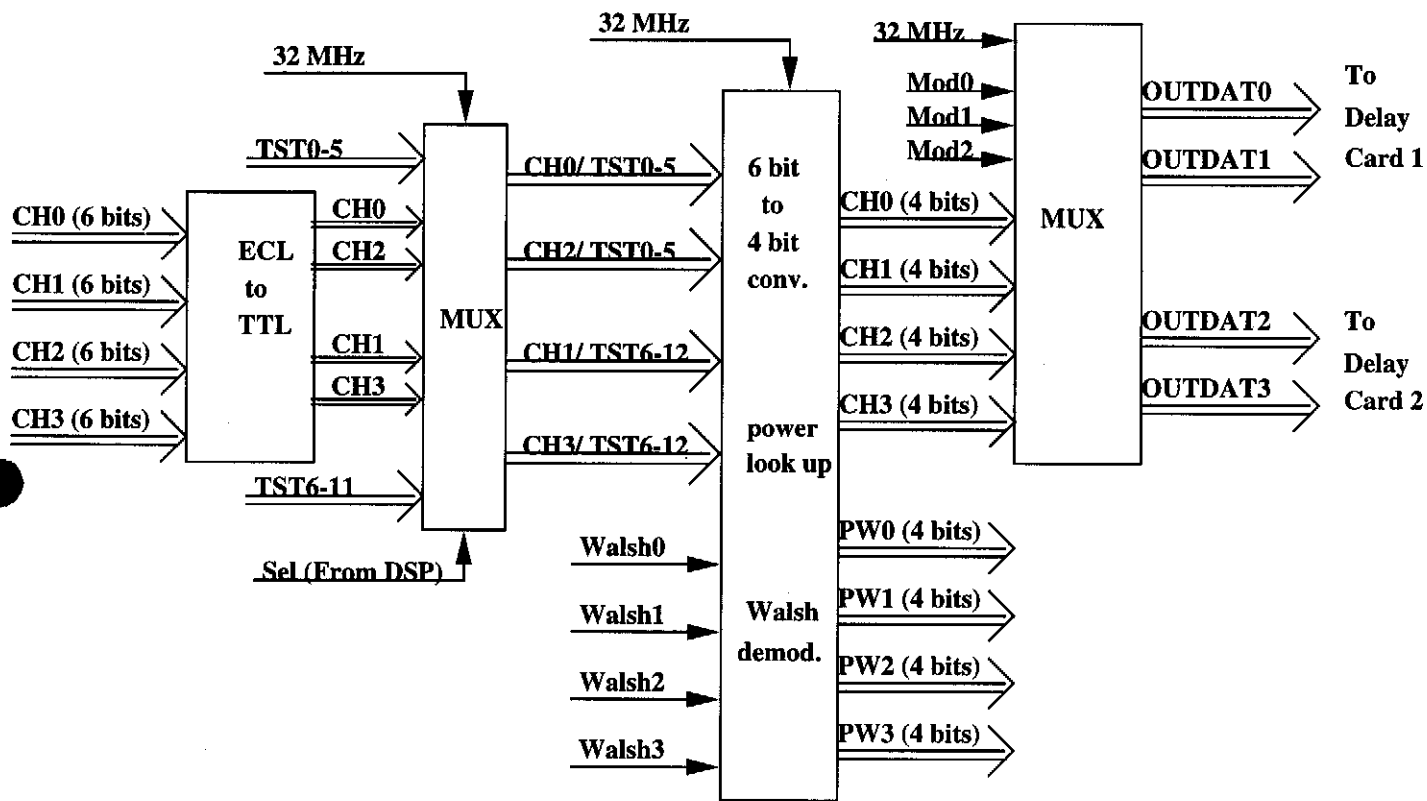 32 MHz
32 MHz
32 MHz
Mod0
Mod1
Mod2
TST0-5
CH0 (6 bits)
CH1 (6 bits)
CH2 (6 bits)
CH3 (6 bits)
ECL
to
TTL
CH0
CH2
CH1
CH3
TST6-11
Sel (From DSP)
MUX
CH0/ TST0-5
CH2/ TST0-5
CH1/ TST6-12
CH3/ TST6-12
Walsh0
Walsh1
Walsh2
Walsh3
6 bit
to
4 bit
conv.
power
look up
Walsh
demod.
CH0 (4 bits)
CH1 (4 bits)
CH2 (4 bits)
CH3 (4 bits)
PW0 (4 bits)
PW1 (4 bits)
PW2 (4 bits)
PW3 (4 bits)
MUX
OUTDAT0
OUTDAT1
OUTDAT2
OUTDAT3
To
Delay
Card 1
To
Delay
Card 2